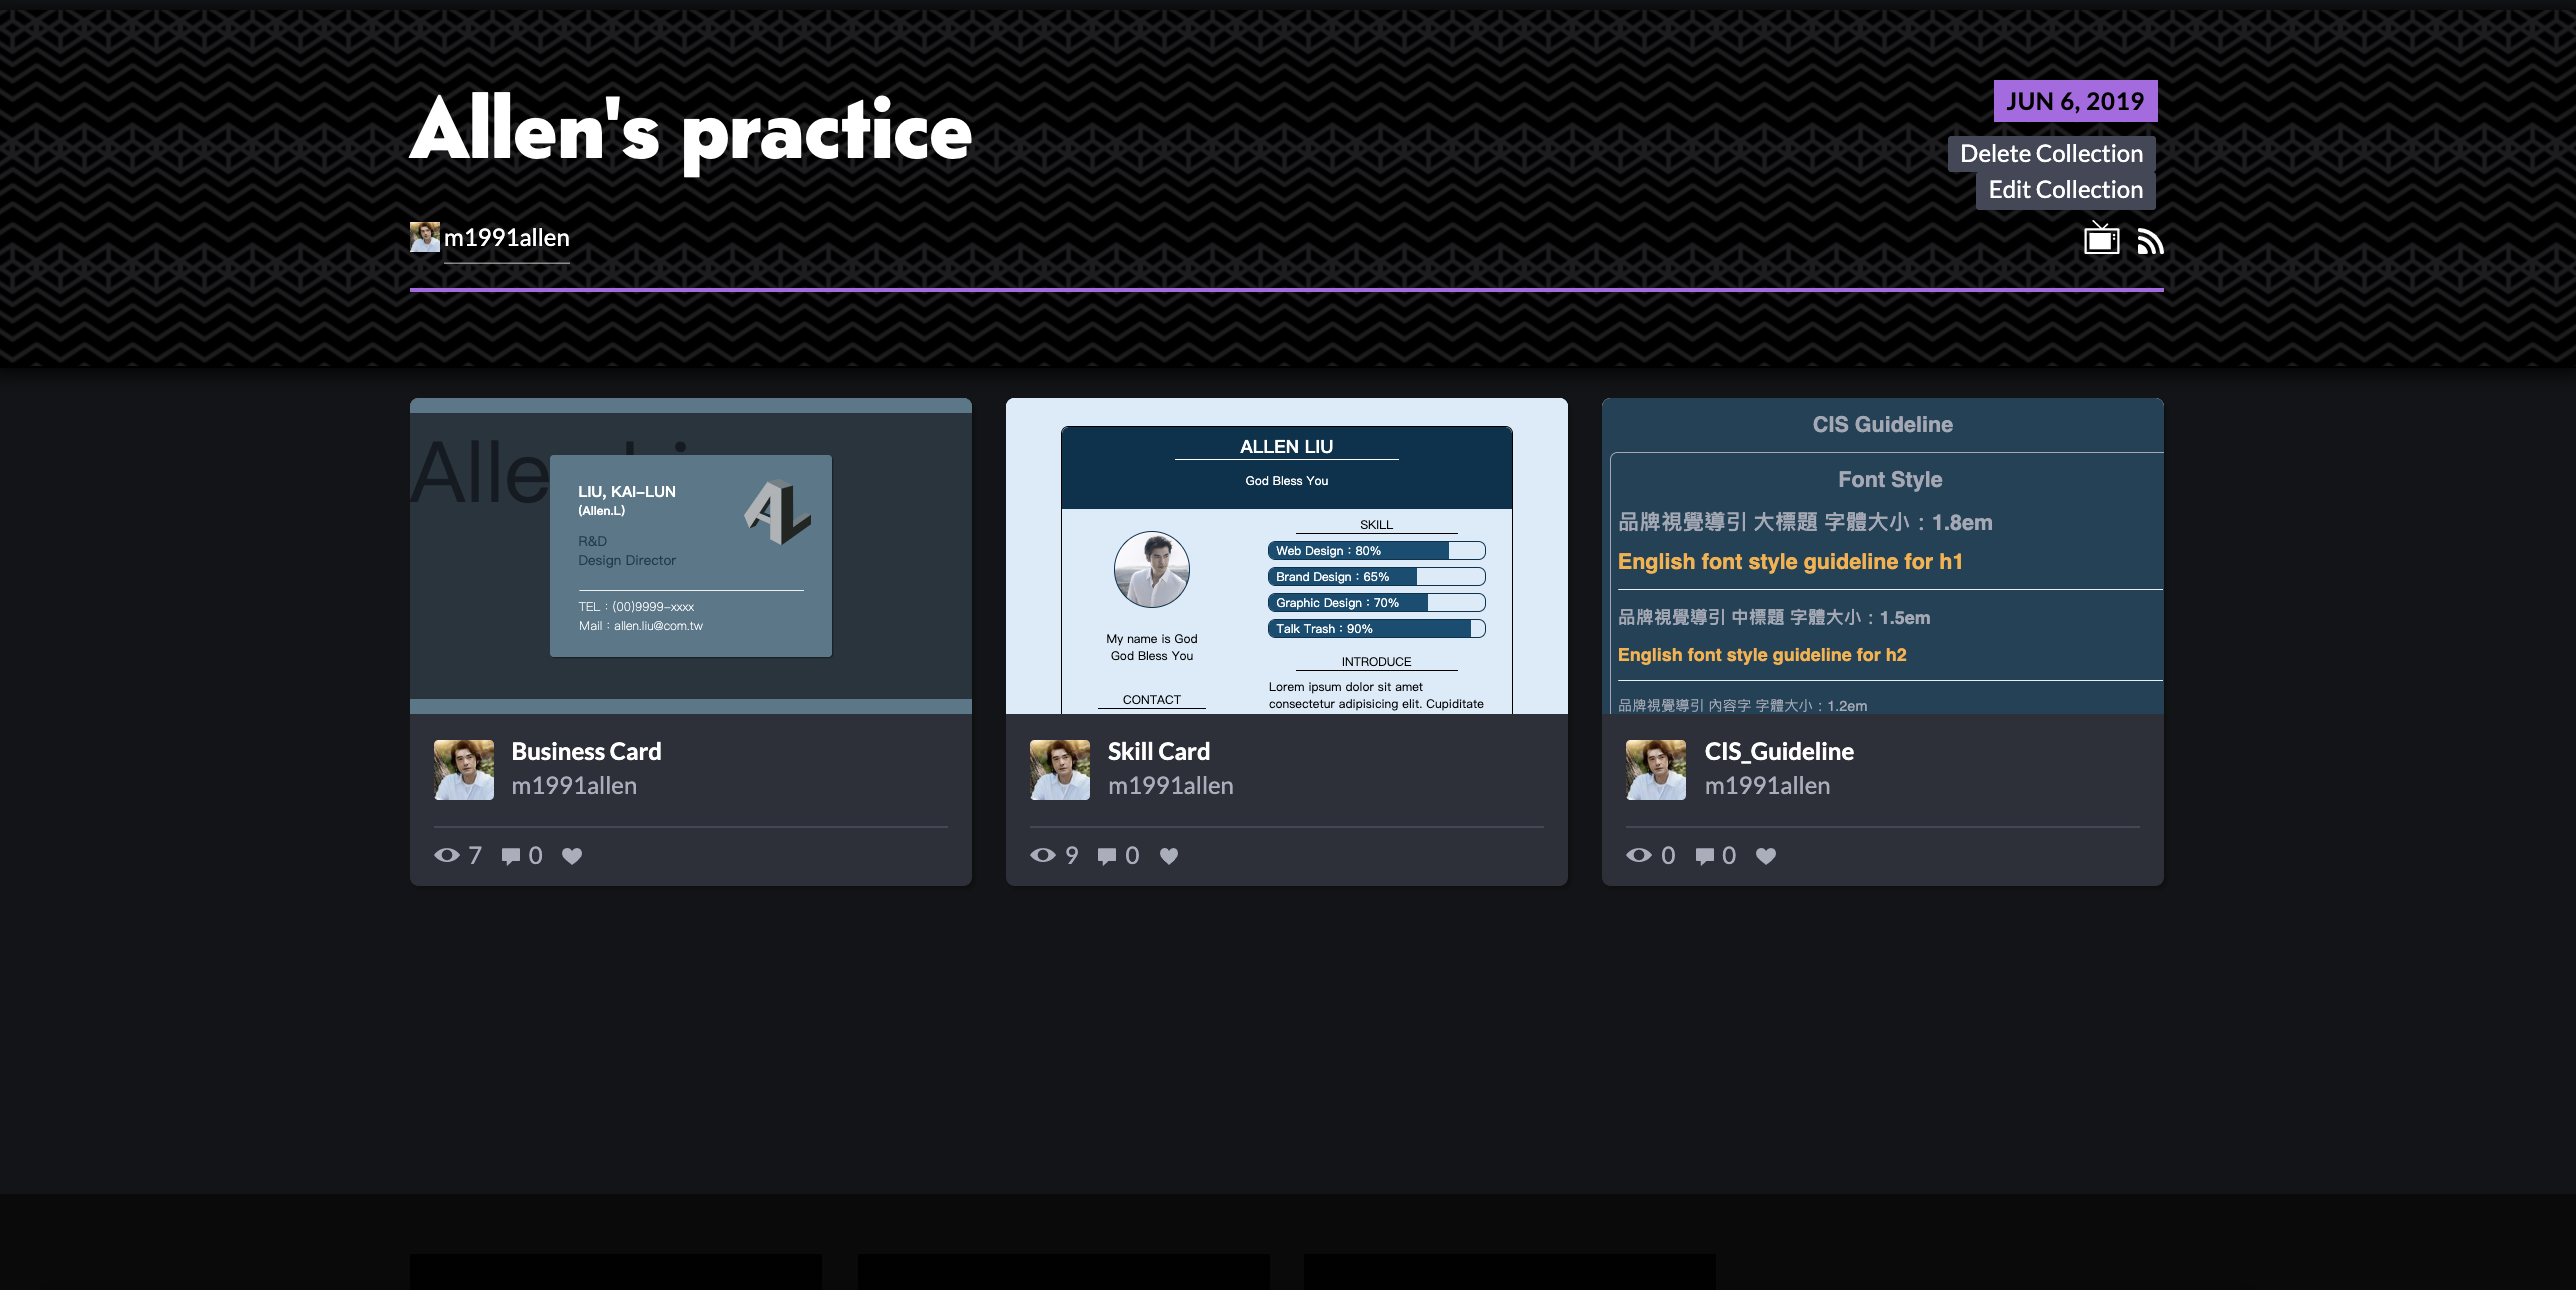 Allen's practice
JUN 6, 2019
Delete Collection
Edit Collection
m1991allen
Alle
LIU, KAI-LUN
(Allen.L)
AL
R&D
Design Director
TEL：(00)9999-xxxx
Mail：allen.liu@com.tw
Business Card
m1991allen
7 0
ALLEN LIU
God Bless You
My name is God
God Bless You
CONTACT
SKILL
Web Design：80%
Brand Design：65%
Graphic Design：70%
Talk Trash：90%
INTRODUCE
Lorem ipsum dolor sit amet
consectetur adipisicing elit. Cupiditate
Skill Card
m1991allen
9 0
CIS Guideline
Font Style
品牌視覺導引 大標題 字體大小：1.8em
English font style guideline for h1
品牌視覺導引 中標題 字體大小：1.5em
English font style guideline for h2
品牌視覺導引 內容字 字體大小：1.2em
CIS_Guideline
m1991allen
0 0